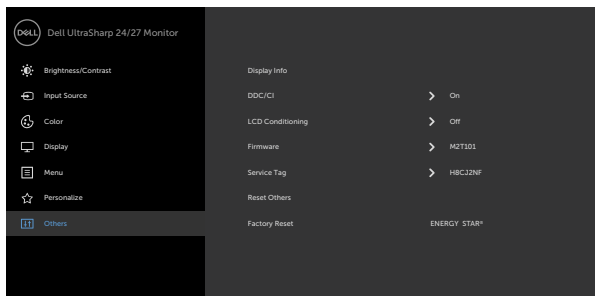 DELL Dell UltraSharp 24/27 Monitor
Brightness/Contrast Display Info
Input Source DDC/CI On
Color LCD Conditioning Off
Display Firmware M2T101
Menu Service Tag H8CJ2NF
Personalize Reset Others
Others Factory Reset ENERGY STAR®